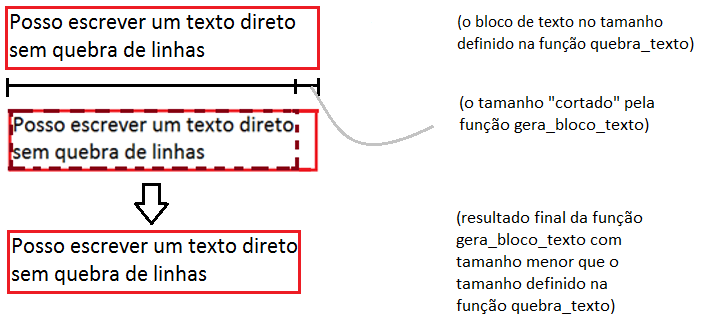 Posso escrever um texto direto
sem quebra de linhas
(o bloco de texto no tamanho
definido na função quebra_texto)
Posso escrever um texto direto
sem quebra de linhas
(o tamanho "cortado" pela
função gera_bloco_texto)
Posso escrever um texto direto
sem quebra de linhas
(resultado final da função
gera_bloco_texto com
tamanho menor que o
tamanho definido na
função quebra_texto)